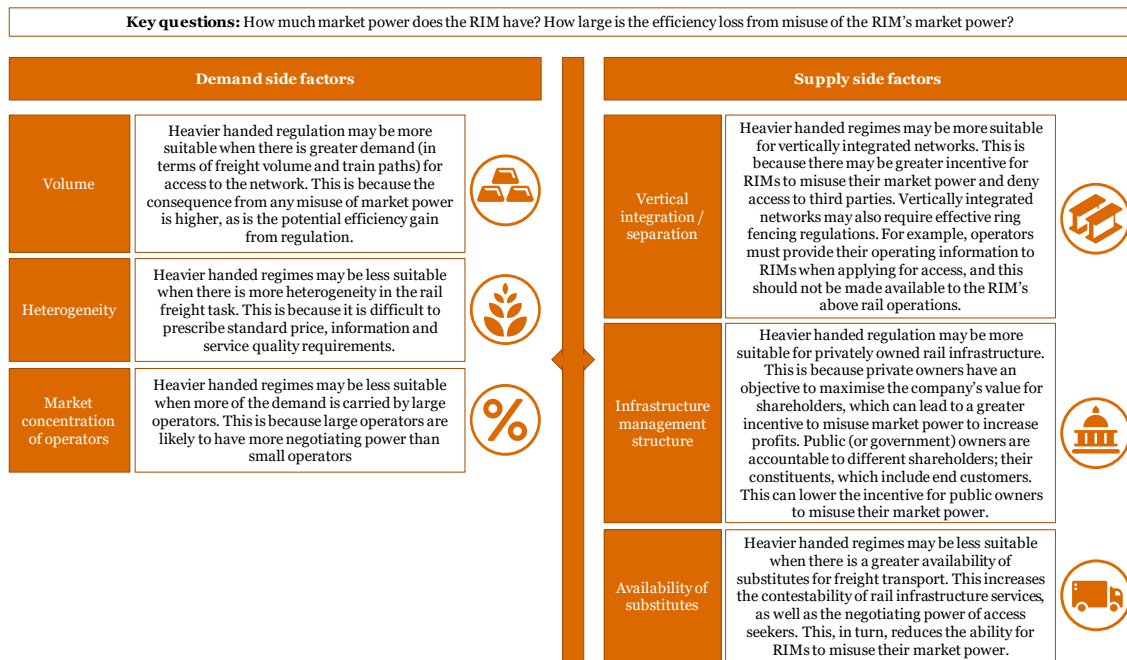 Key questions: How much market power does the RIM have? How large is the efficiency loss from misuse of the RIM's market power?
Demand side factors
Volume
Heavier handed regulation may be more
suitable when there is greater demand (in
terms of freight volume and train paths) for
access to the network. This is because the
consequence from any misuse of market power
is higher, as is the potential efficiency gain
from regulation.
Heterogeneity
Heavier handed regimes may be less suitable
when there is more heterogeneity in the rail
freight task. This is because it is difficult to
prescribe standard price, information and
service quality requirements.
Market
concentration
of operators
Heavier handed regimes may be less suitable
when more of the demand is carried by large
operators. This is because large operators are
likely to have more negotiating power than
small operators
Supply side factors
Vertical
integration /
separation
Heavier handed regimes may be more suitable
for vertically integrated networks. This is
because there may be greater incentive for
RIMs to misuse their market power and deny
access to third parties. Vertically integrated
networks may also require effective ring
fencing regulations. For example, operators
must provide their operating information to
RIMs when applying for access, and this
should not be made available to the RIM's
above rail operations.
Infrastructure
management
structure
Heavier handed regulation may be more
suitable for privately owned rail infrastructure.
This is because private owners have an
objective to maximise the company's value for
shareholders, which can lead to a greater
incentive to misuse market power to increase
profits. Public (or government) owners are
accountable to different shareholders; their
constituents, which include end customers.
This can lower the incentive for public owners
to misuse their market power.
Availability of
substitutes
Heavier handed regimes may be less suitable
when there is a greater availability of
substitutes for freight transport. This increases
the contestability of rail infrastructure services,
as well as the negotiating power of access
seekers. This, in turn, reduces the ability for
RIMs to misuse their market power.